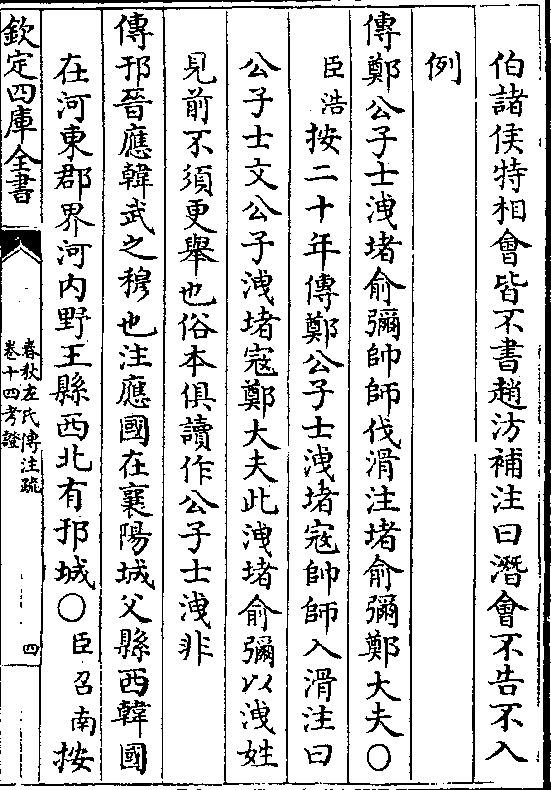 伯諸侯特相會皆不書趙汸補注曰潛會不告不入
例
傳鄭公子士洩堵俞彌帥師伐滑注堵俞彌鄭大夫〇
臣浩按二十年傳鄭公子士洩堵寇帥師入滑注曰
公子士文公子洩堵寇鄭大夫此洩堵俞彌以洩姓
見前不須更舉也俗本俱讀作公子士洩非
傳邘晉應韓武之穆也注應國在襄陽城父縣西韓國
在河東郡界河內野王縣西北有邘城〇臣召南按
欽定四庫全書
春秋左氏傳注疏
卷十四考證
四